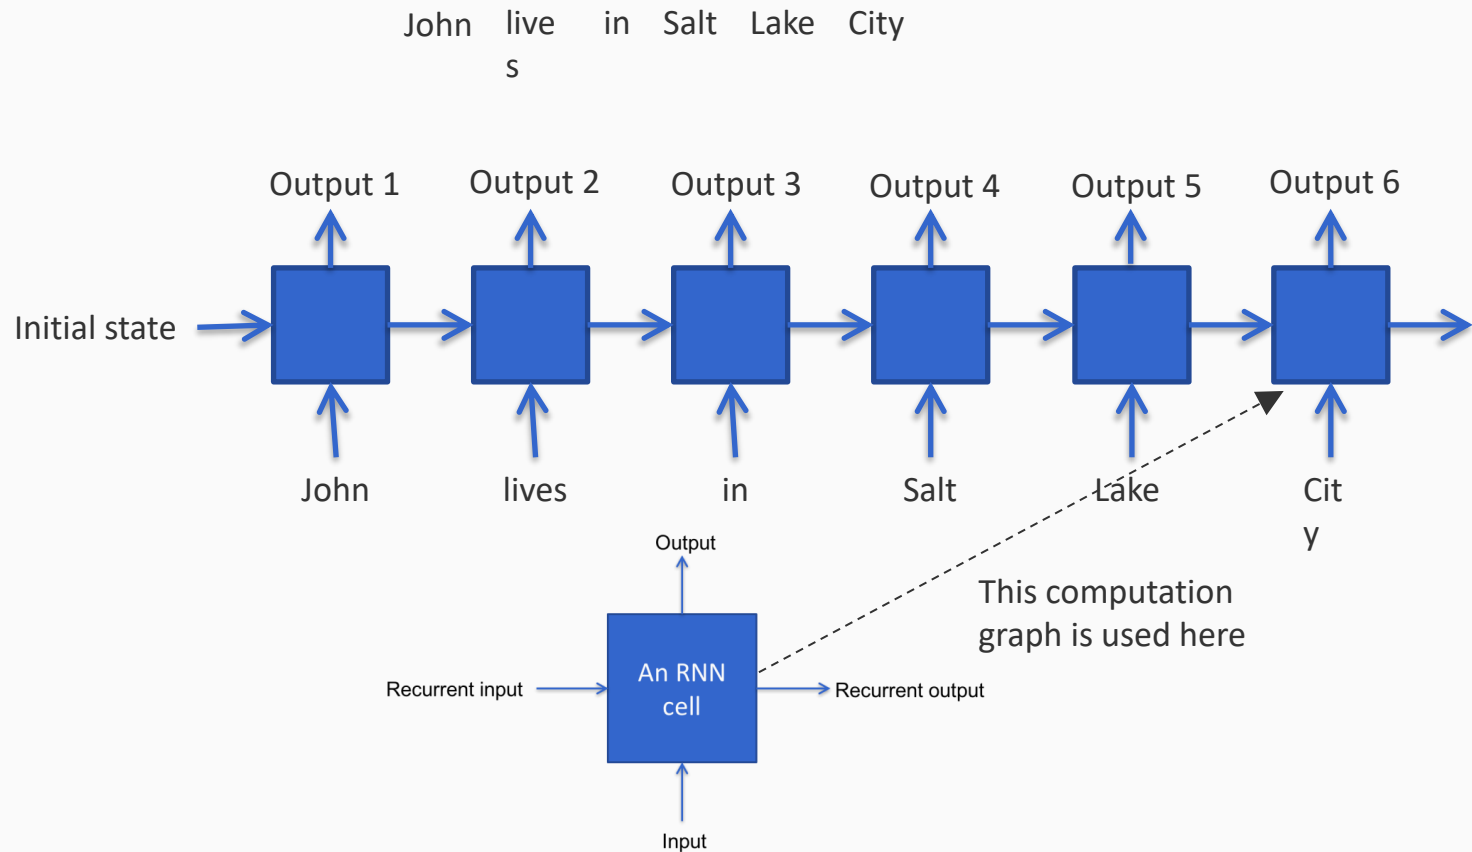 John lives in Salt Lake City
Output 1 Output 2 Output 3 Output 4 Output 5 Output 6
Initial state
John lives in Salt Lake City
Output
This computation
graph is used here
An RNN
cell
Recurrent input
Recurrent output
Input